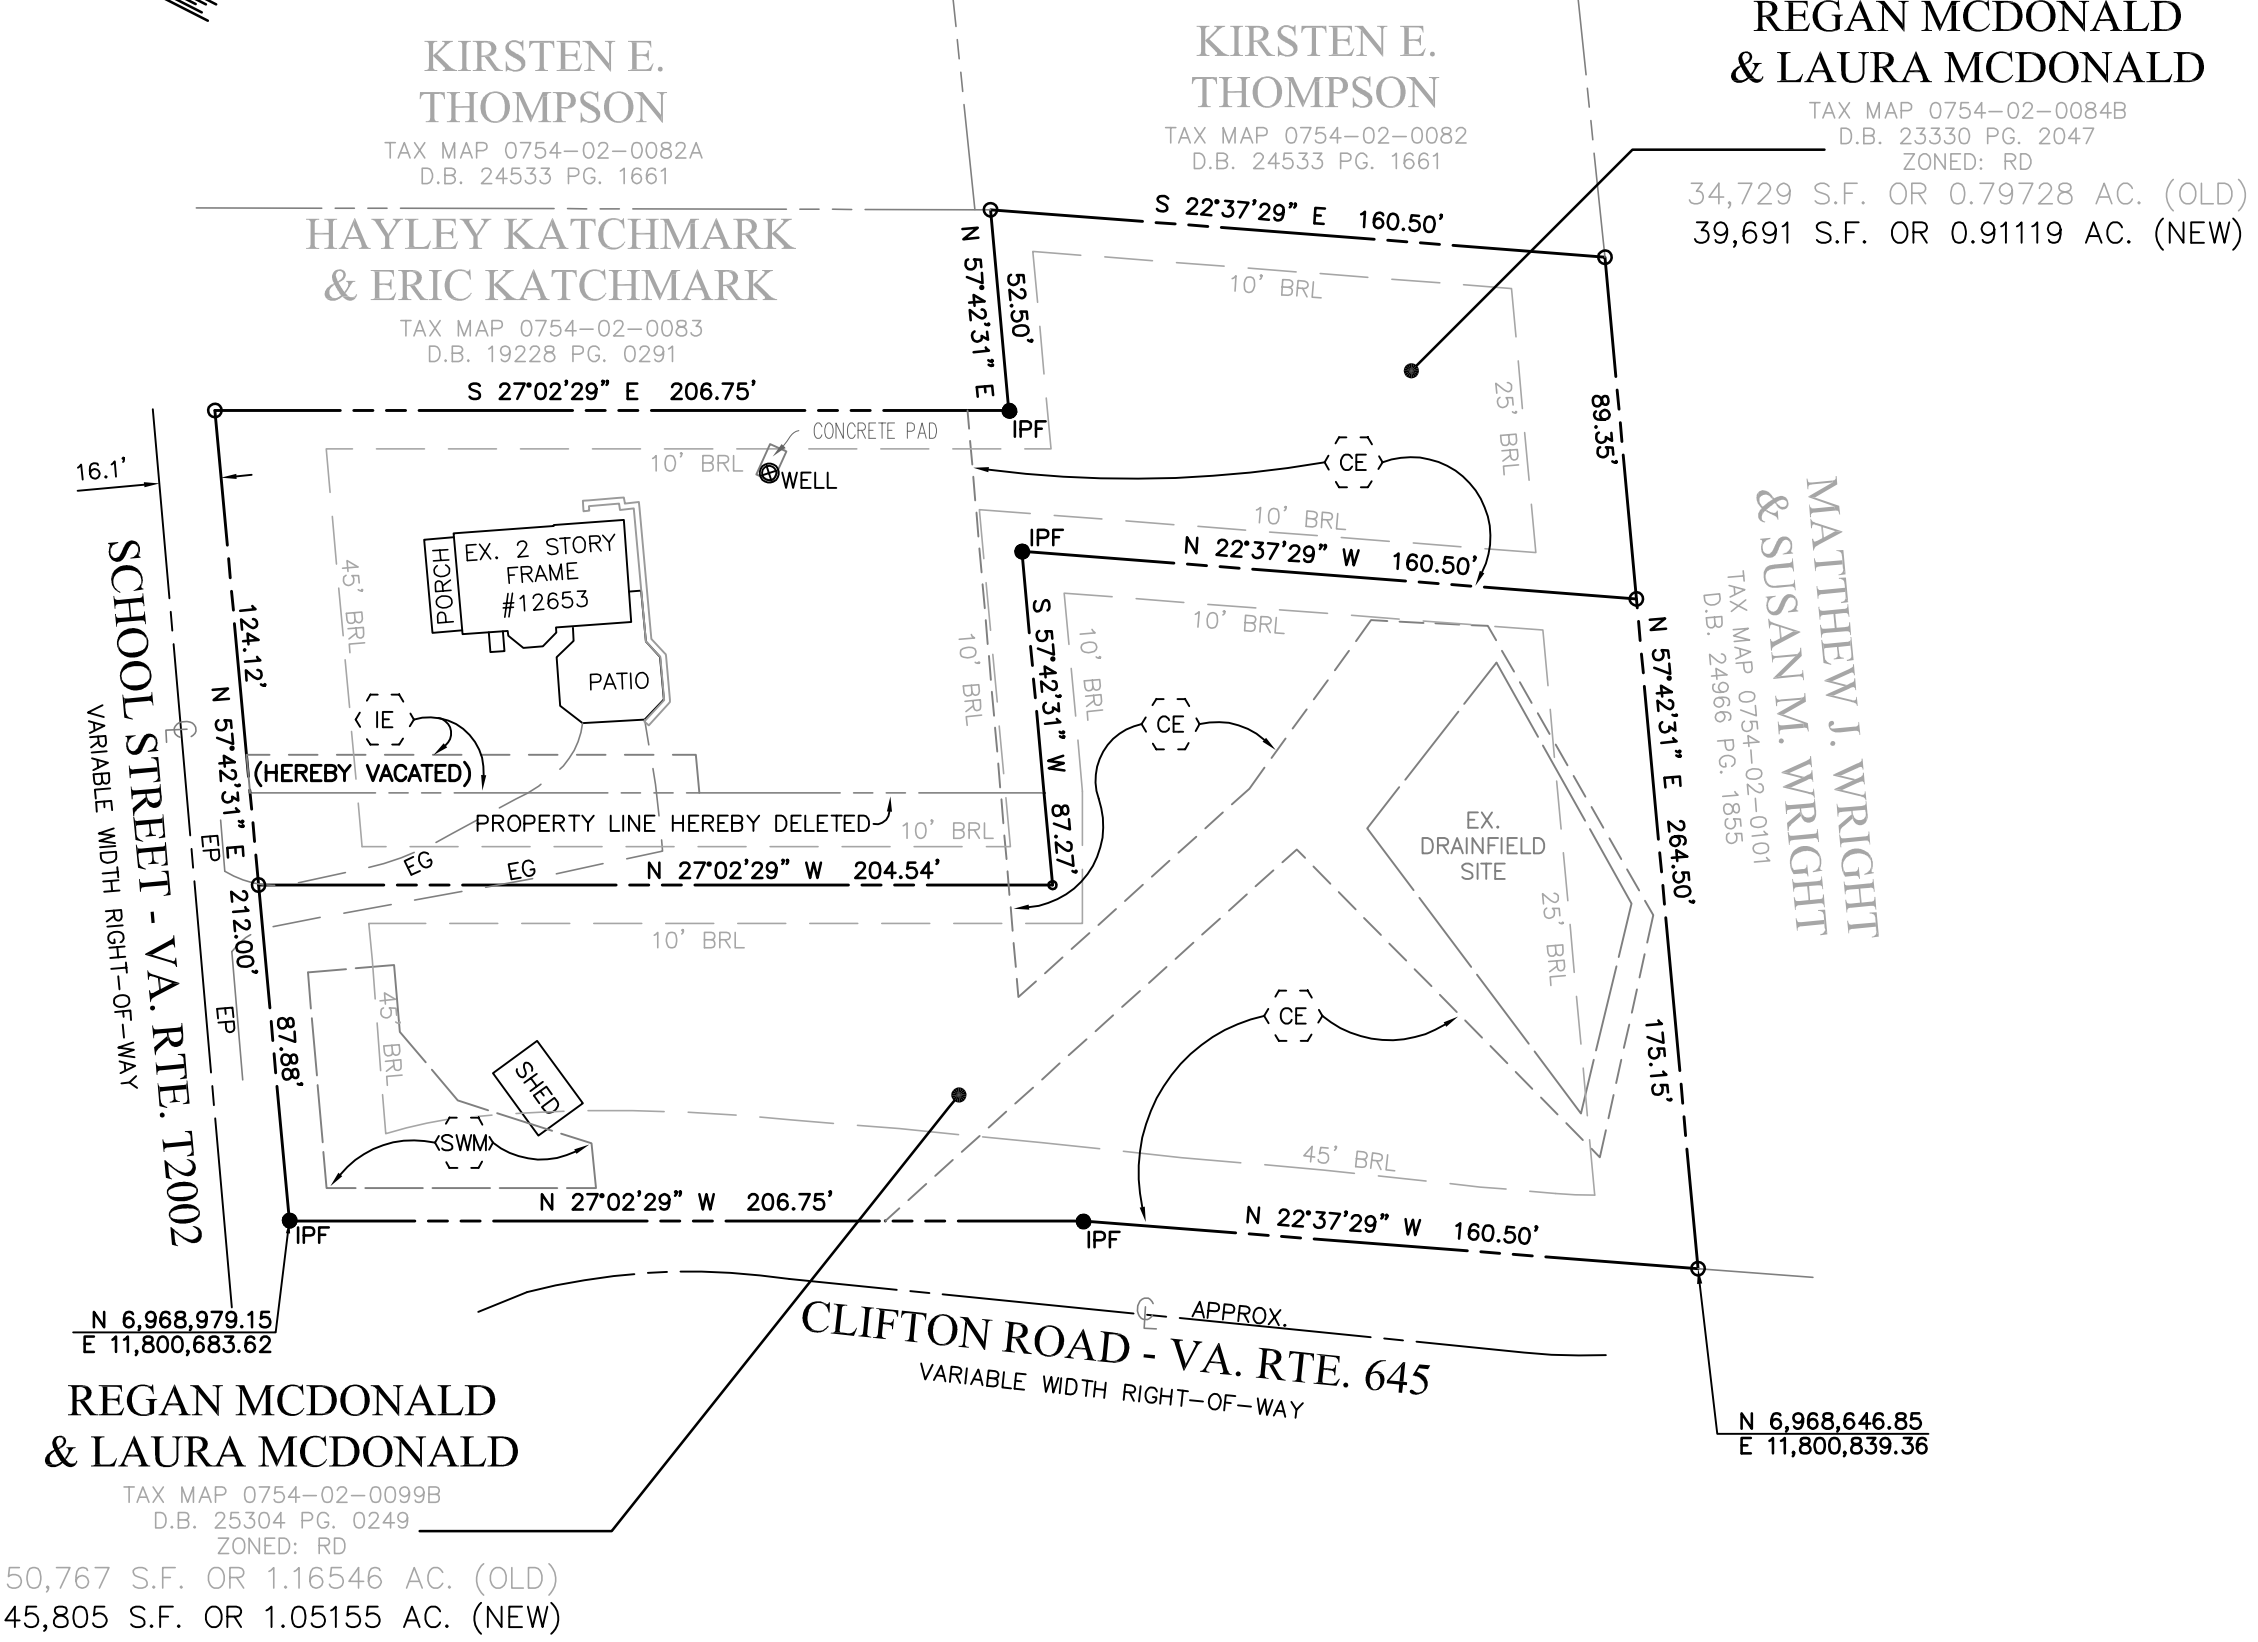 KIRSTEN E.
THOMPSON
TAX MAP 0754-02-0082A
D.B. 24533 PG. 1661
KIRSTEN E.
THOMPSON
TAX MAP 0754-02-0082
D.B. 24533 PG. 1661
REGAN MCDONALD
& LAURA MCDONALD
TAX MAP 0754-02-0084B
D.B. 23330 PG. 2047
ZONED: RD
34,729 S.F. OR 0.79728 AC. (OLD)
39,691 S.F. OR 0.91119 AC. (NEW)
HAYLEY KATCHMARK
& ERIC KATCHMARK
TAX MAP 0754-02-0083
D.B. 19228 PG. 0291
S 22°37'29" E 160.50'
N 57°42'31" E
52.50'
10' BRL
25' BRL
89.35'
S 27°02'29" E 206.75'
IPF
CONCRETE PAD
10' BRL
WELL
CE
16.1'
10' BRL
IPF
N 22°37'29" W 160.50'
10' BRL
PORCH
EX. 2 STORY
FRAME
#12653
PATIO
45' BRL
124.12'
IE
(HEREBY VACATED)
PROPERTY LINE HEREBY DELETED
10' BRL
10' BRL
10' BRL
S 57°42'31" W 87.27'
CE
N 57°42'31" E 264.50'
MATTHEW J. WRIGHT
& SUSAN M. WRIGHT
TAX MAP 0754-02-0101
D.B. 24966 PG. 1855
SCHOOL STREET - VA. RTE. T2002
VARIABLE WIDTH RIGHT-OF-WAY
CL
N 57°42'31" E 212.00'
EP
EP
EG
EG
N 27°02'29" W 204.54'
10' BRL
EX.
DRAINFIELD
SITE
25' BRL
175.15'
87.88'
45' BRL
SHED
SWM
CE
45' BRL
N 27°02'29" W 206.75'
IPF
IPF
N 22°37'29" W 160.50'
CL APPROX.
CLIFTON ROAD - VA. RTE. 645
VARIABLE WIDTH RIGHT-OF-WAY
N 6,968,979.15
E 11,800,683.62
N 6,968,646.85
E 11,800,839.36
REGAN MCDONALD
& LAURA MCDONALD
TAX MAP 0754-02-0099B
D.B. 25304 PG. 0249
ZONED: RD
50,767 S.F. OR 1.16546 AC. (OLD)
45,805 S.F. OR 1.05155 AC. (NEW)